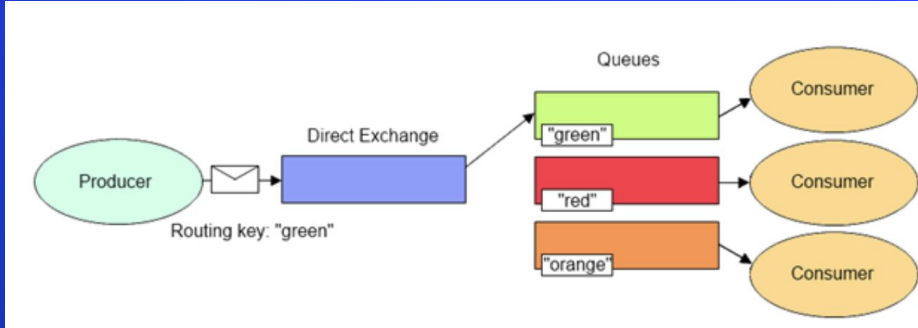 Queues
Consumer
Direct Exchange
"green"
Producer
Consumer
"red"
Routing key: "green"
"orange"
Consumer